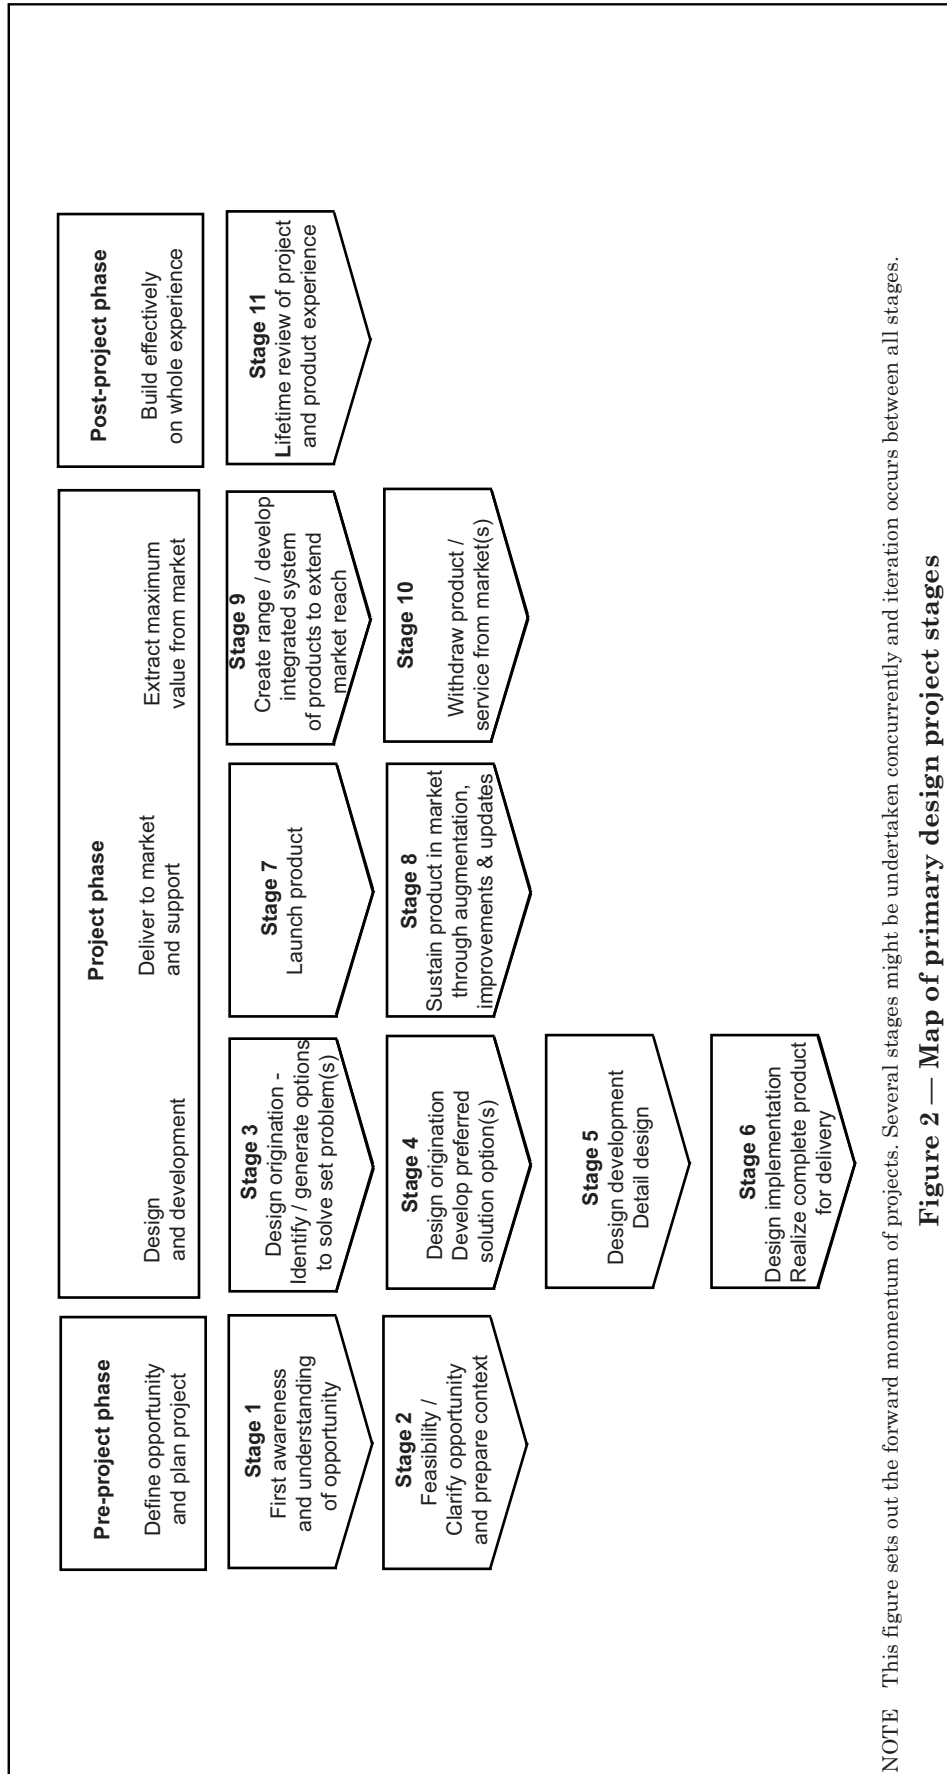 Pre-project phase
Define opportunity
and plan project
Project phase
Design
and development
Deliver to market
and support
Extract maximum
value from market
Post-project phase
Build effectively
on whole experience
Stage 1
First awareness
and understanding
of opportunity
Stage 2
Feasibility /
Clarify opportunity
and prepare context
Stage 3
Design origination -
Identify / generate options
to solve set problem(s)
Stage 4
Design origination
Develop preferred
solution option(s)
Stage 5
Design development
Detail design
Stage 6
Design implementation
Realize complete product
for delivery
Stage 7
Launch product
Stage 8
Sustain product in market
through augmentation,
improvements & updates
Stage 9
Create range / develop
integrated system
of products to extend
market reach
Stage 10
Withdraw product /
service from market(s)
Stage 11
Lifetime review of project
and product experience
NOTE This figure sets out the forward momentum of projects. Several stages might be undertaken concurrently and iteration occurs between all stages.
Figure 2 — Map of primary design project stages